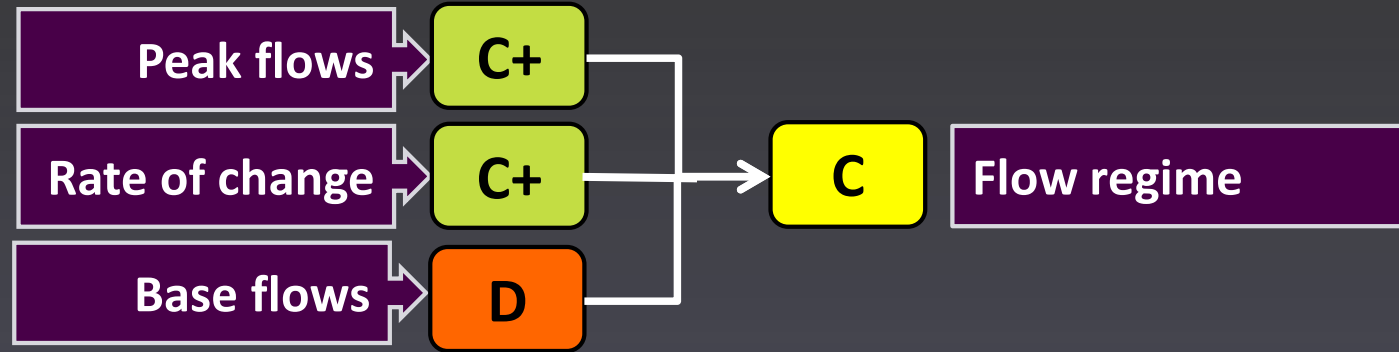 Peak flows
C+
Rate of change
C+
C
Flow regime
Base flows
D